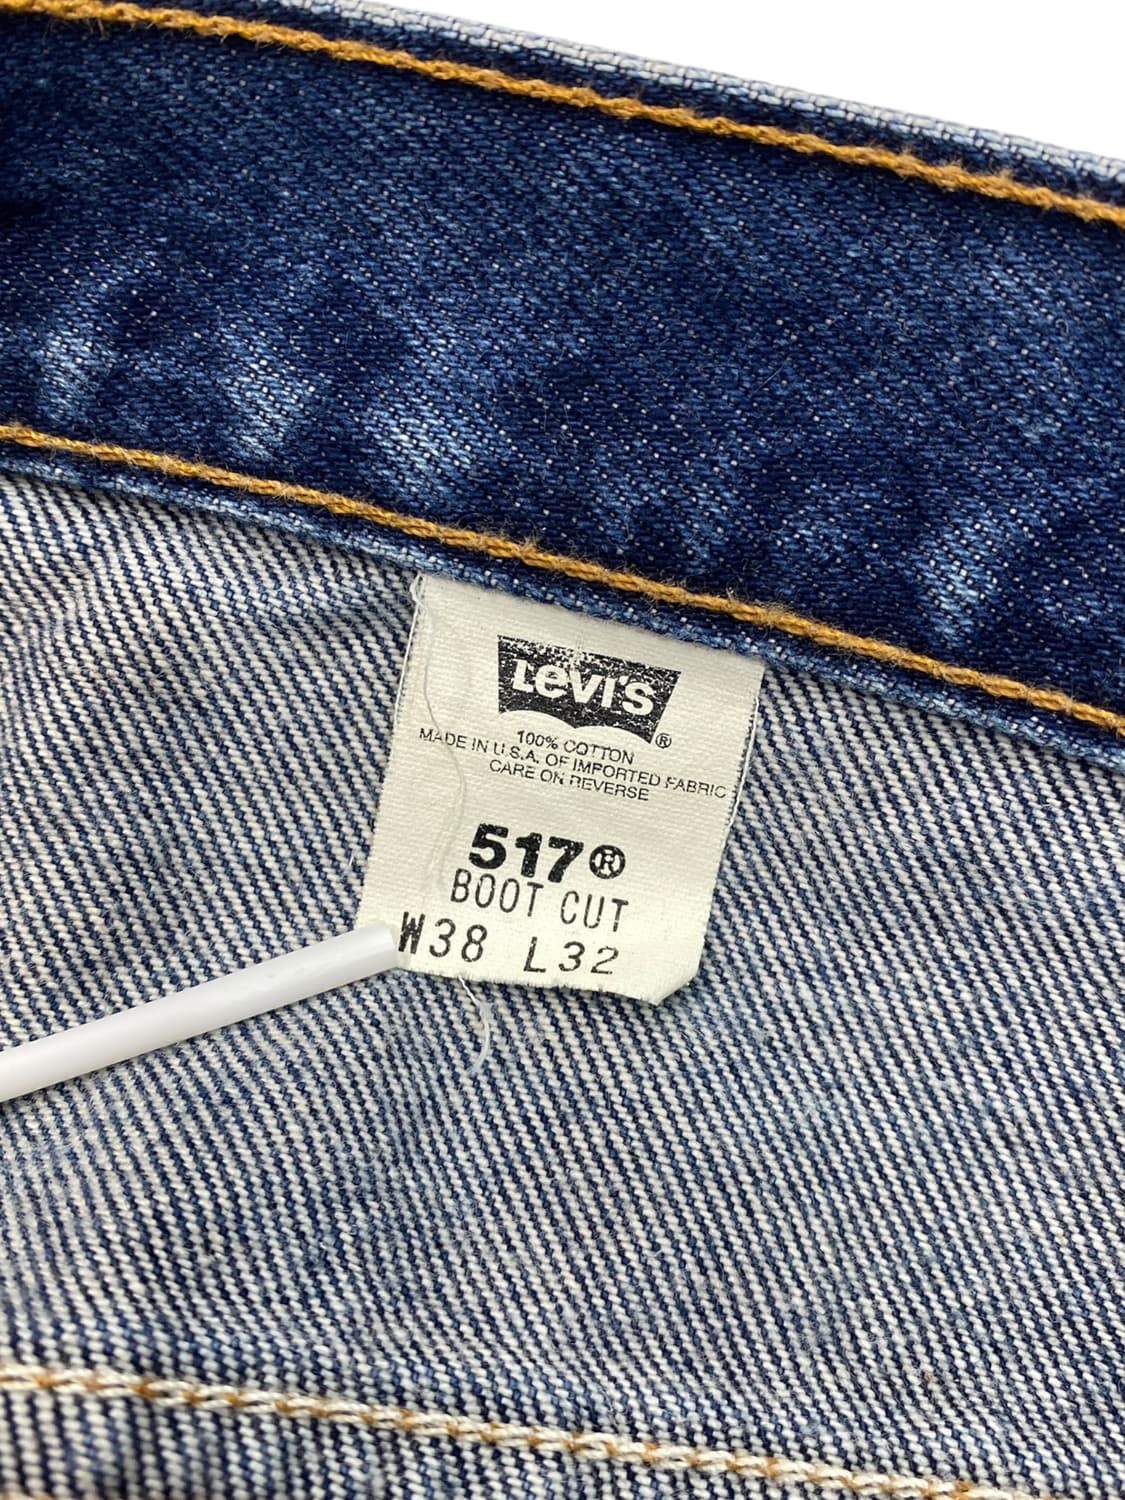 LEVI'S ®
100% COTTON
MADE IN U.S.A. OF IMPORTED FABRIC
CARE ON REVERSE
517®
BOOT CUT
W38 L32